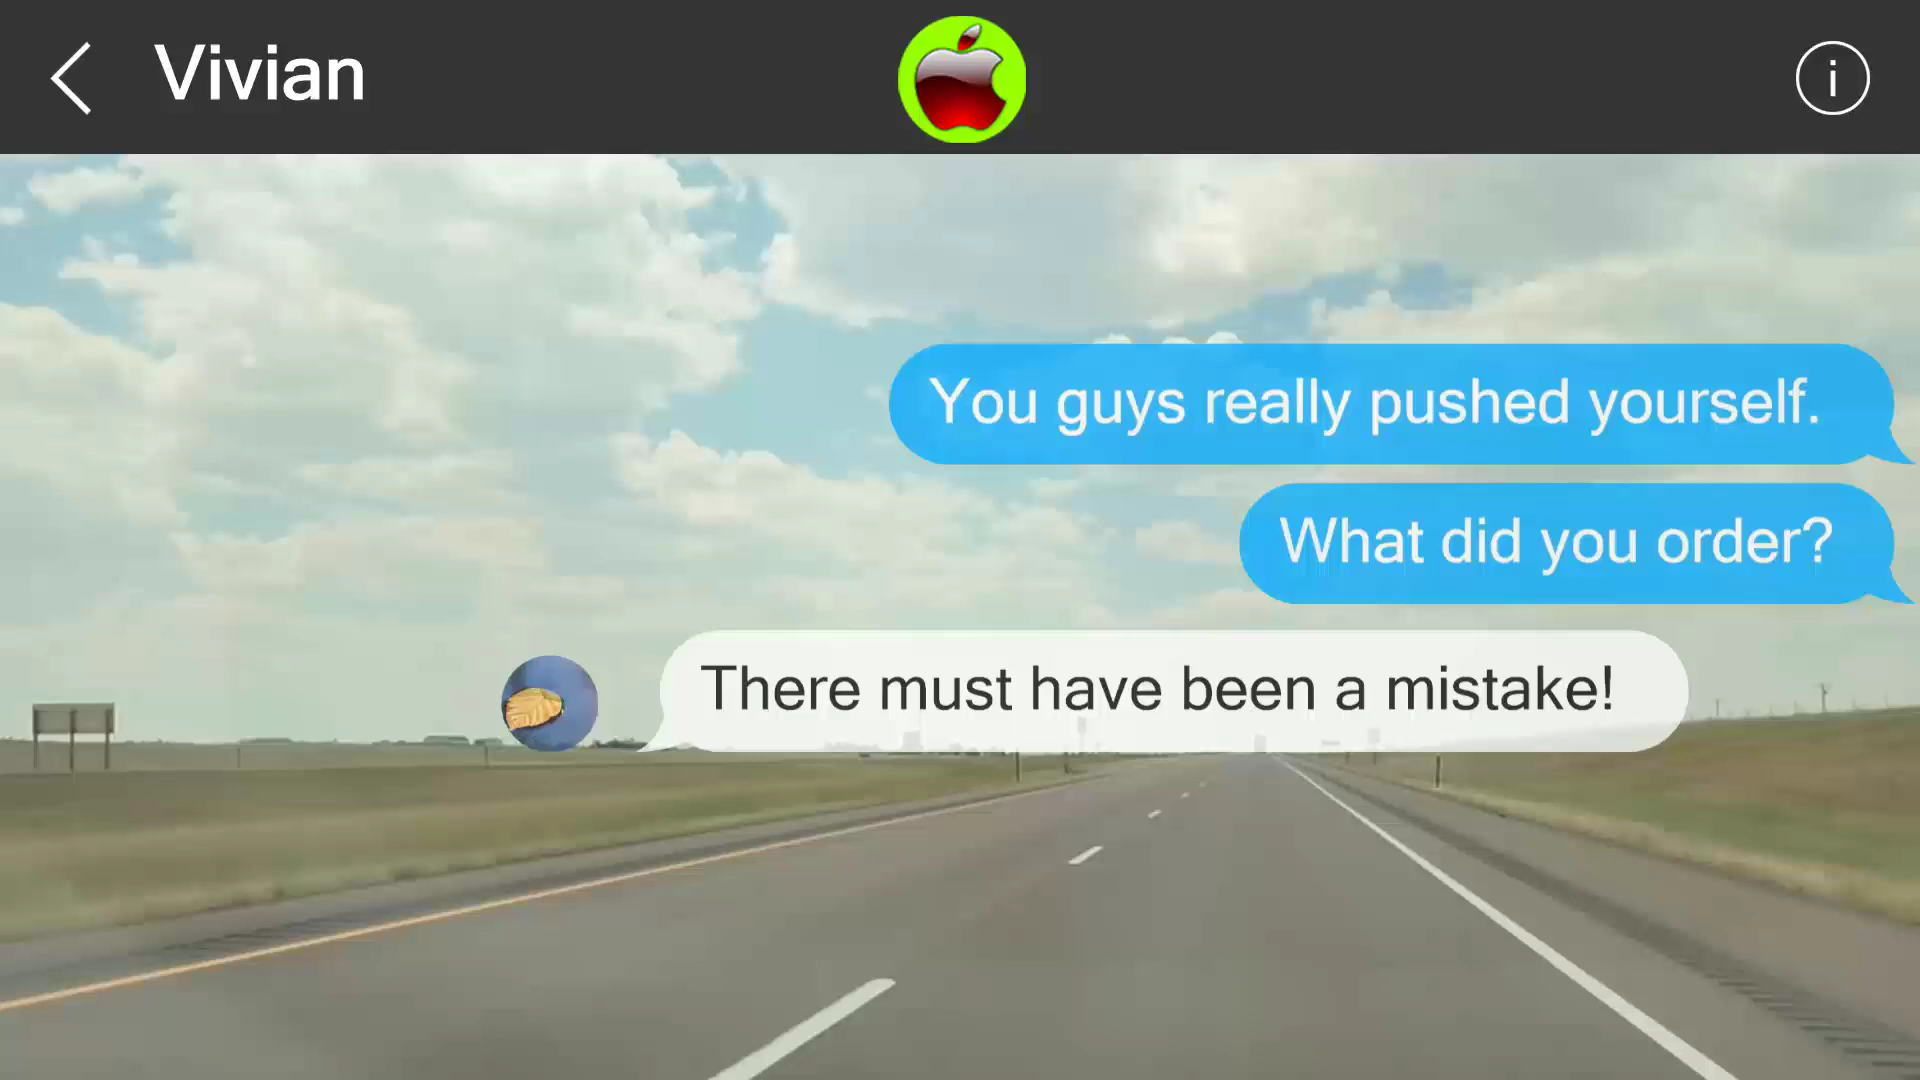 Vivian
i
You guys really pushed yourself.
What did you order?
There must have been a mistake!